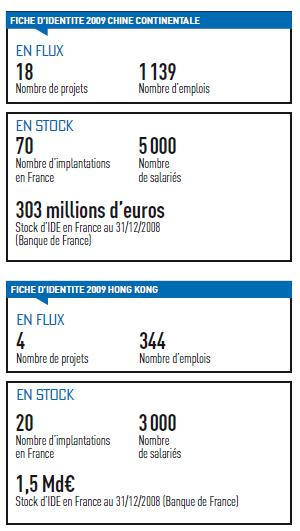 FICHE D'IDENTITE 2009 CHINE CONTINENTALE
EN FLUX
18 1 139
Nombre de projets Nombre d'emplois
EN STOCK
70 5 000
Nombre d'implantations Nombre
en France de salariés
303 millions d'euros
Stock d'IDE en France au 31/12/2008
(Banque de France)
FICHE D'IDENTITE 2009 HONG KONG
EN FLUX
4 344
Nombre de projets Nombre d'emplois
EN STOCK
20 3 000
Nombre d'implantations Nombre
en France de salariés
1,5 Md€
Stock d'IDE en France au 31/12/2008 (Banque de France)